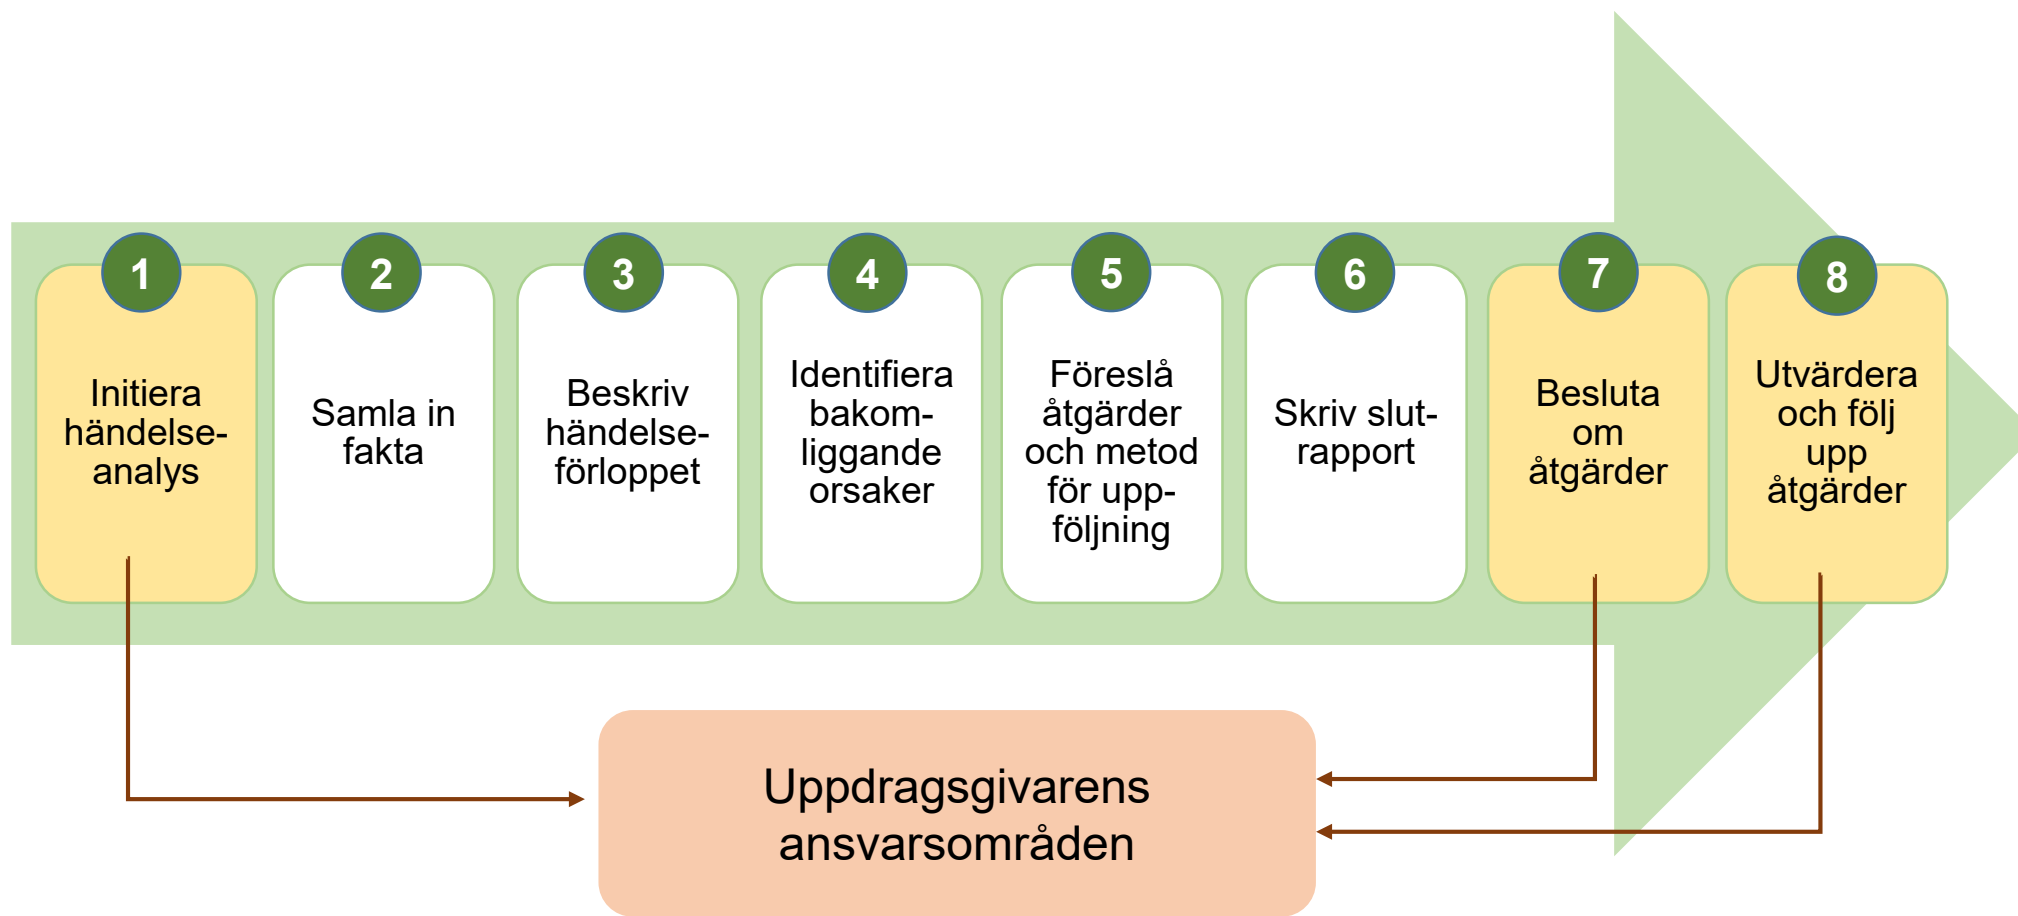 1
Initiera
händelse-
analys
2
Samla in
fakta
3
Beskriv
händelse-
förloppet
4
Identifiera
bakom-
liggande
orsaker
5
Föreslå
åtgärder
och metod
för upp-
följning
6
Skriv slut-
rapport
7
Besluta
om
åtgärder
8
Utvärdera
och följ
upp
åtgärder
Uppdragsgivarens
ansvarsområden